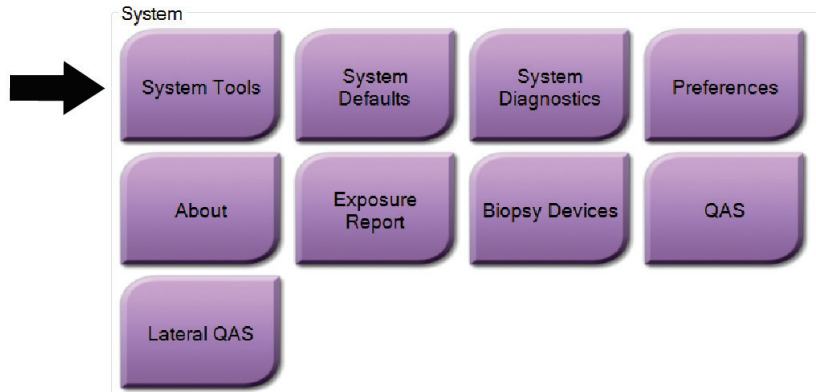 System
System Tools
System
Defaults
System
Diagnostics
Preferences
About
Exposure
Report
Biopsy Devices
QAS
Lateral QAS